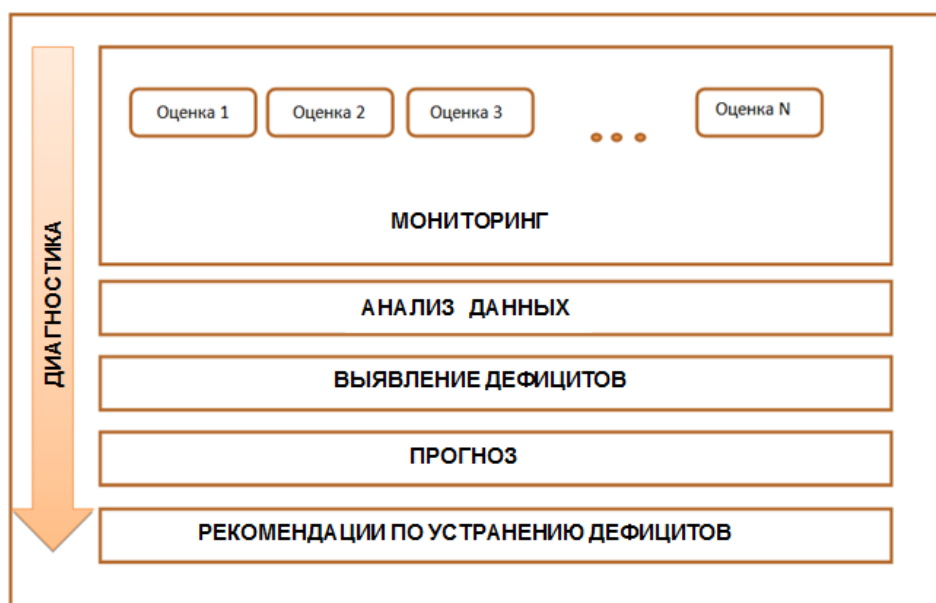 Оценка 1
Оценка 2
Оценка 3
Оценка N
МОНИТОРИНГ
ДИАГНОСТИКА
АНАЛИЗ ДАННЫХ
ВЫЯВЛЕНИЕ ДЕФИЦИТОВ
ПРОГНОЗ
РЕКОМЕНДАЦИИ ПО УСТРАНЕНИЮ ДЕФИЦИТОВ